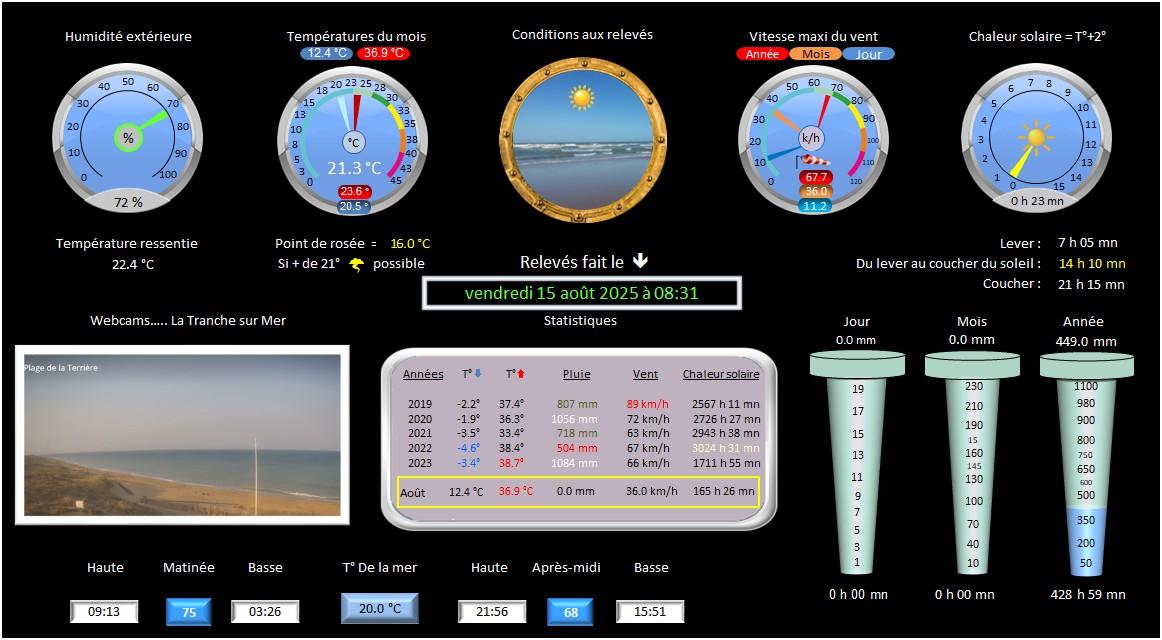 Humidité extérieure
Températures du mois
Conditions aux relevés
Vitesse maxi du vent
Chaleur solaire = T°+2°
12.4 °C 36.9 °C
Année Mois Jour
0 10 20 30 40 50 60 70 80 90 100
%
72 %
0 3 5 8 10 13 15 18 20 23 25 28 30 33 35 38 40 43 45
°C
21.3 °C
23.6 °
20.5 °
0 10 20 30 40 50 60 70 80 90 100 110 120
k/h
67.7
36.0
11.2
0 1 2 3 4 5 6 7 8 9 10 11 12 13 14 15
0 h 23 mn
Température ressentie
22.4 °C
Point de rosée = 16.0 °C
Si + de 21° possible
Relevés fait le
vendredi 15 août 2025 à 08:31
Lever : 7 h 05 mn
Du lever au coucher du soleil : 14 h 10 mn
Coucher : 21 h 15 mn
Webcams..... La Tranche sur Mer
Plage de la Terrière
Statistiques
Années T° T° Pluie Vent Chaleur solaire
2019 -2.2° 37.4° 807 mm 89 km/h 2567 h 11 mn
2020 -1.9° 36.3° 1056 mm 72 km/h 2726 h 27 mn
2021 -3.5° 33.4° 718 mm 63 km/h 2943 h 38 mn
2022 -4.6° 38.4° 504 mm 67 km/h 3024 h 31 mn
2023 -3.4° 38.7° 1084 mm 66 km/h 1711 h 55 mn
Août 12.4 °C 36.9 °C 0.0 mm 36.0 km/h 165 h 26 mn
Jour
0.0 mm
19
17
15
13
11
9
7
5
3
1
0 h 00 mn
Mois
0.0 mm
230
210
190
15
160
145
130
100
70
40
10
0 h 00 mn
Année
449.0 mm
1100
980
900
800
750
650
600
500
350
200
50
428 h 59 mn
Haute Matinée Basse
09:13 75 03:26
T° De la mer
20.0 °C
Haute Après-midi Basse
21:56 68 15:51